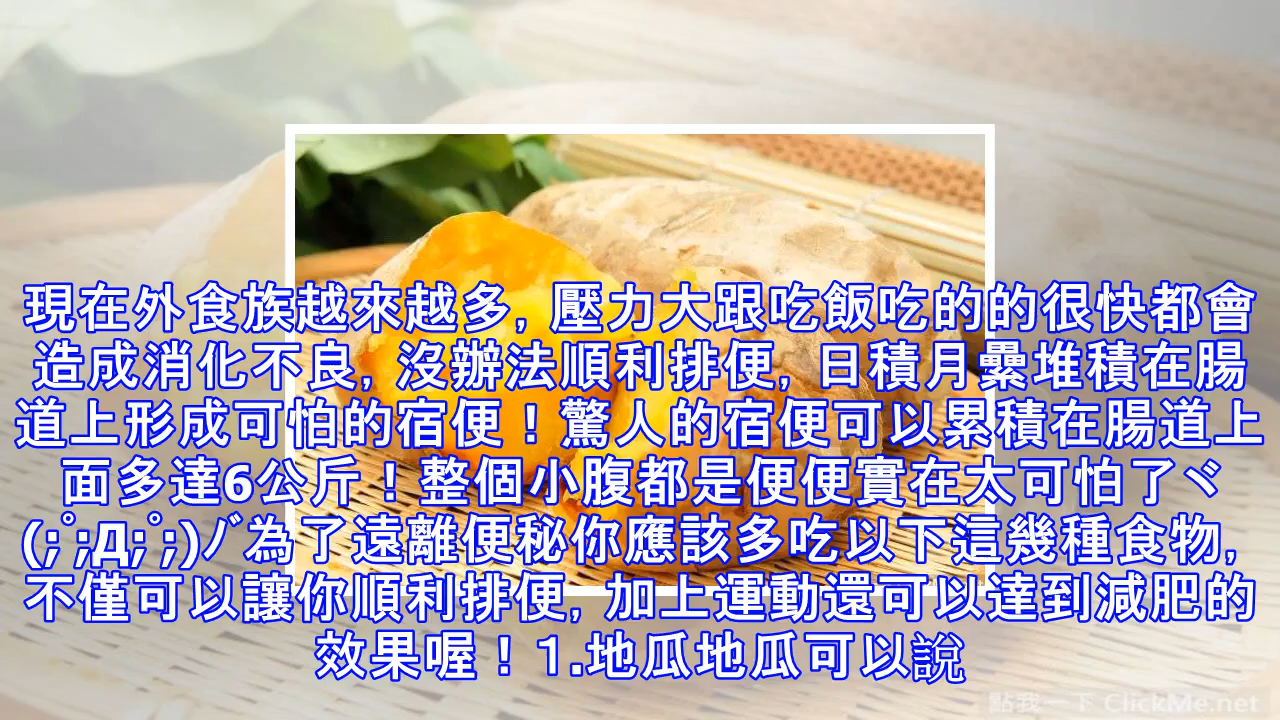 現在外食族越來越多, 壓力大跟吃飯吃的的很快都會
造成消化不良, 沒辦法順利排便, 日積月纍堆積在腸
道上形成可怕的宿便！驚人的宿便可以累積在腸道上
面多達6公斤！整個小腹都是便便實在太可怕了ヾ
(;ﾟ;Д;ﾟ;)ﾉﾞ為了遠離便秘你應該多吃以下這幾種食物,
不僅可以讓你順利排便, 加上運動還可以達到減肥的
效果喔！1.地瓜地瓜可以說
點我一下 ClickMe.net